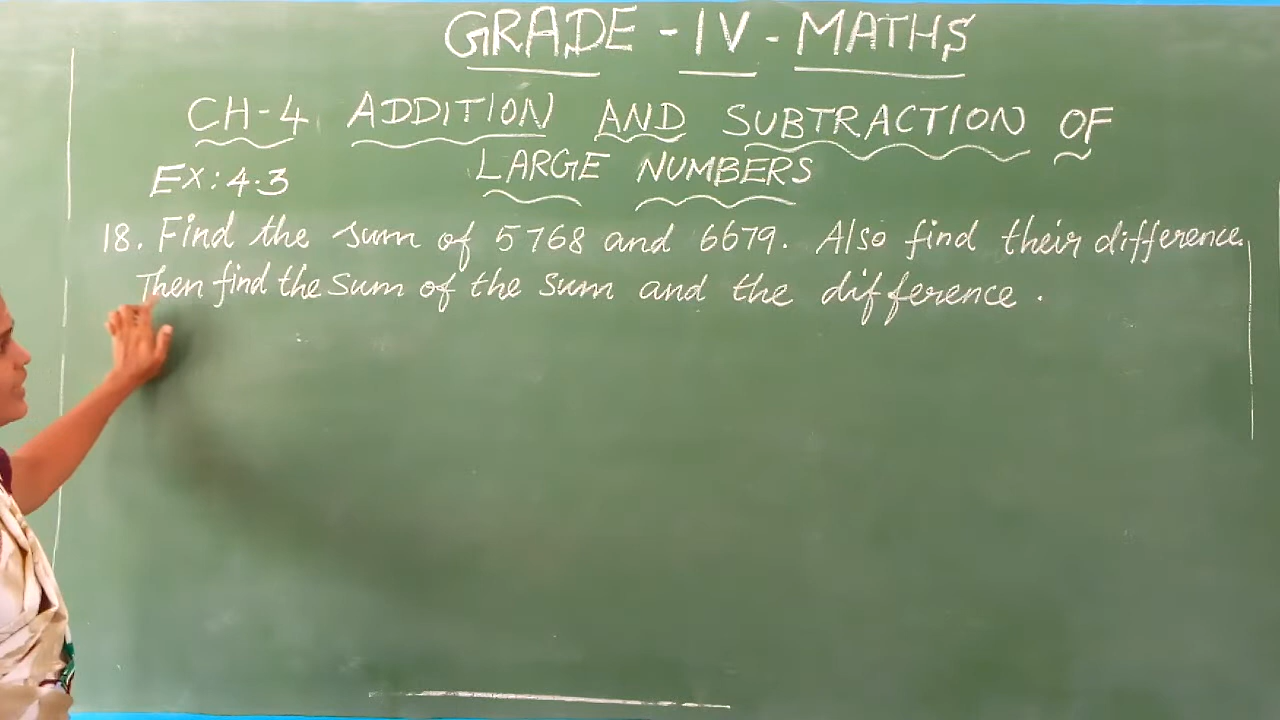 GRADE - IV - MATHS
CH-4 ADDITION AND SUBTRACTION OF
LARGE NUMBERS
Ex: 4.3
18. Find the sum of 5768 and 6679. Also find their difference.
Then find the sum of the sum and the difference.